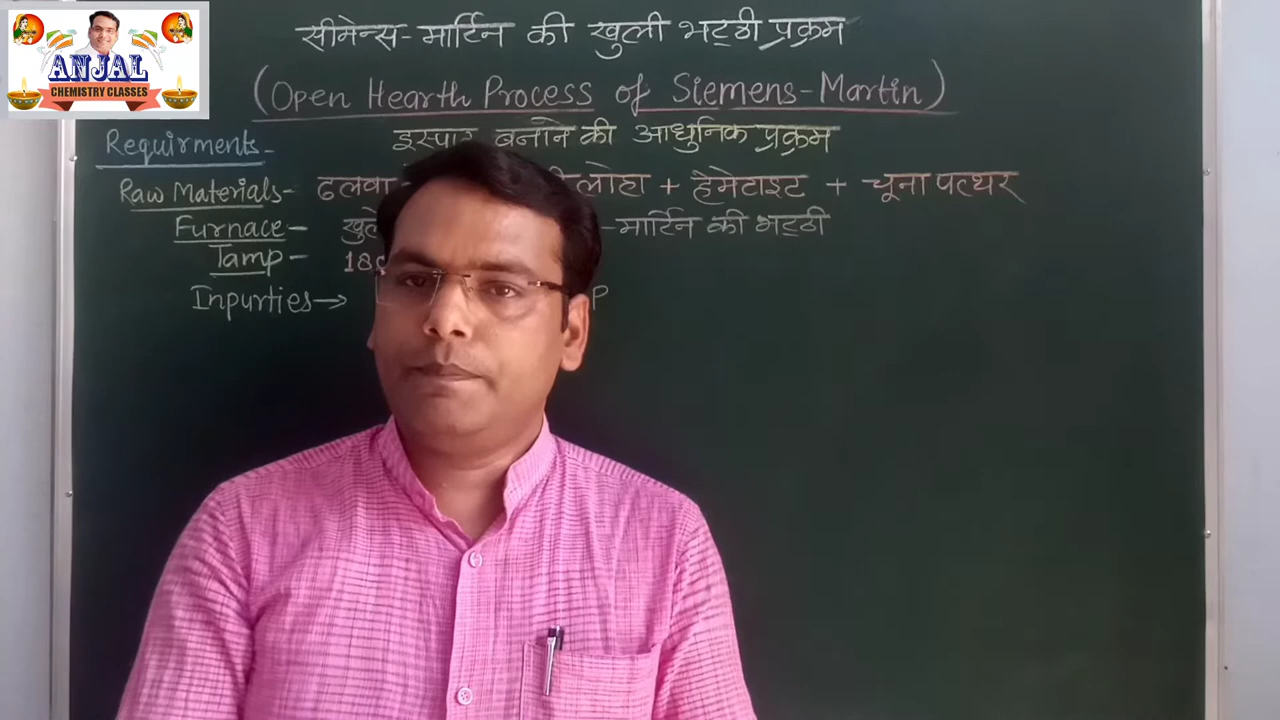 ANJAL
CHEMISTRY CLASSES
सीमेन्स-मार्टिन की खुली भट्ठी प्रक्रम
(Open Hearth Process of Siemens-Martin)
इस्पात बनाने की आधुनिक प्रक्रम
Requirments-
Raw Materials- ढलवा लोहा + हेमेटाइट + चूना पत्थर
Furnace- -मार्टिन की भट्ठी
Tamp-
Inpurties→ P